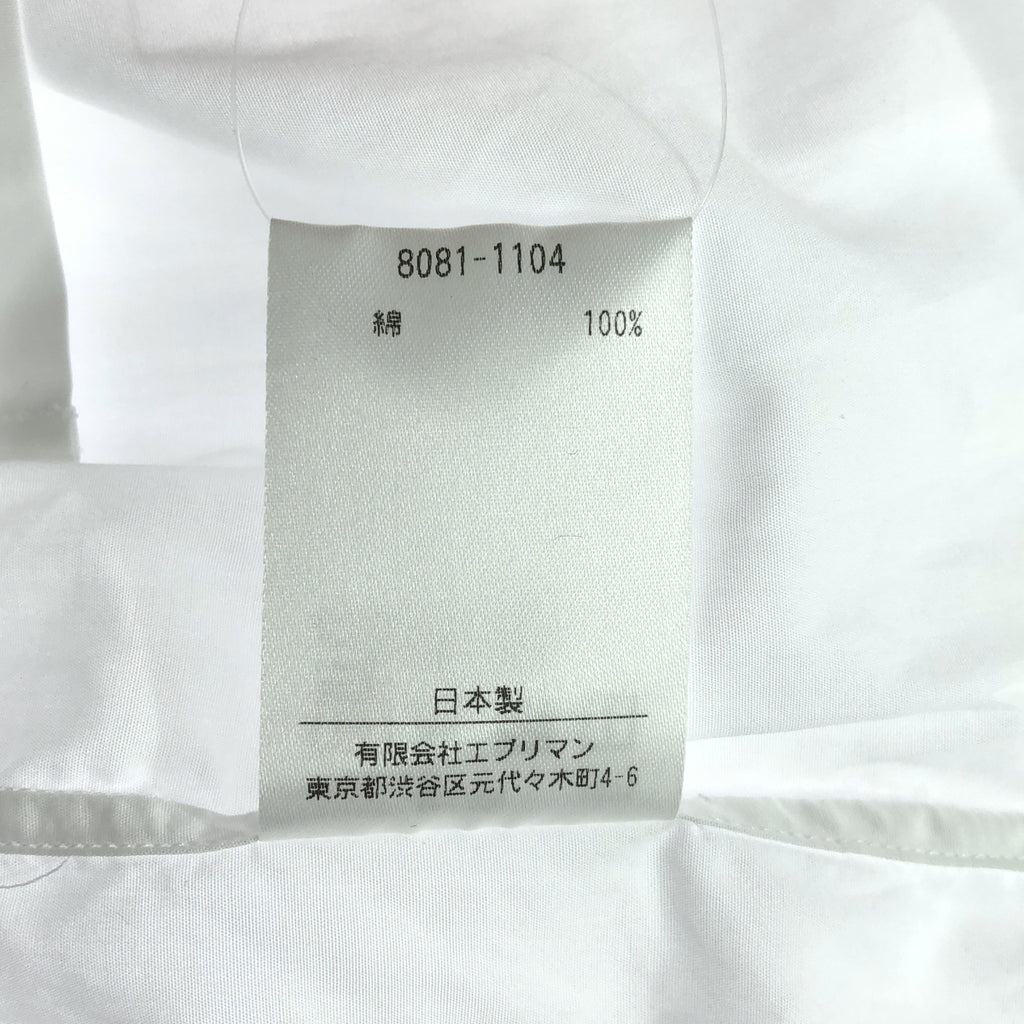 8081-1104
綿 100%
日本製
有限会社エブリマン
東京都渋谷区元代々木町4-6